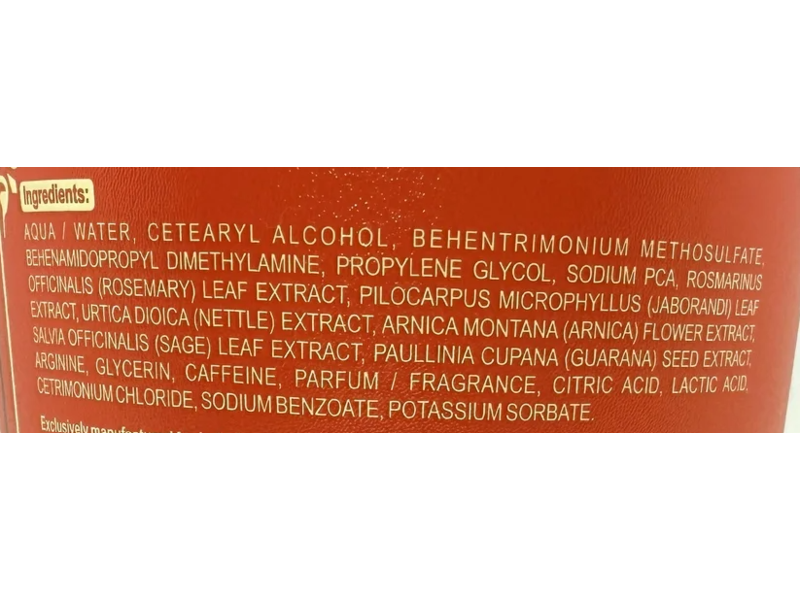 Ingredients:
AQUA / WATER, CETEARYL ALCOHOL, BEHENTRIMONIUM METHOSULFATE,
BEHENAMIDOPROPYL DIMETHYLAMINE, PROPYLENE GLYCOL, SODIUM PCA, ROSMARINUS
OFFICINALIS (ROSEMARY) LEAF EXTRACT, PILOCARPUS MICROPHYLLUS (JABORANDI) LEAF
EXTRACT, URTICA DIOICA (NETTLE) EXTRACT, ARNICA MONTANA (ARNICA) FLOWER EXTRACT,
SALVIA OFFICINALIS (SAGE) LEAF EXTRACT, PAULLINIA CUPANA (GUARANA) SEED EXTRACT,
ARGININE, GLYCERIN, CAFFEINE, PARFUM / FRAGRANCE, CITRIC ACID, LACTIC ACID,
CETRIMONIUM CHLORIDE, SODIUM BENZOATE, POTASSIUM SORBATE.
Exclusively